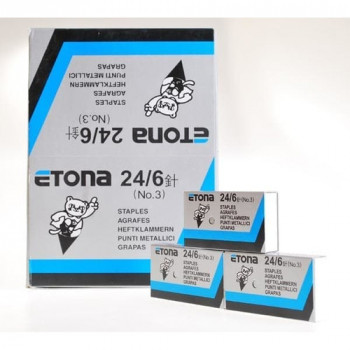 STAPLES
AGRAFES
HEFTKLAMMERN
PUNTI METALLICI
GRAPAS
ETONA 24/6針
(No.3)
ETONA 24/6針
(No.3)
STAPLES
AGRAFES
HEFTKLAMMERN
PUNTI METALLICI
GRAPAS
ETONA
24/6針(No.3)
STAPLES
AGRAFES
HEFTKLAMMERN
PUNTI METALLICI
GRAPAS
ETONA
24/6針(No.3)
STAPLES
AGRAFES
HEFTKLAMMERN
PUNTI METALLICI
GRAPAS
ETONA
24/6針(No.3)
STAPLES
AGRAFES
HEFTKLAMMERN
PUNTI METALLICI
GRAPAS